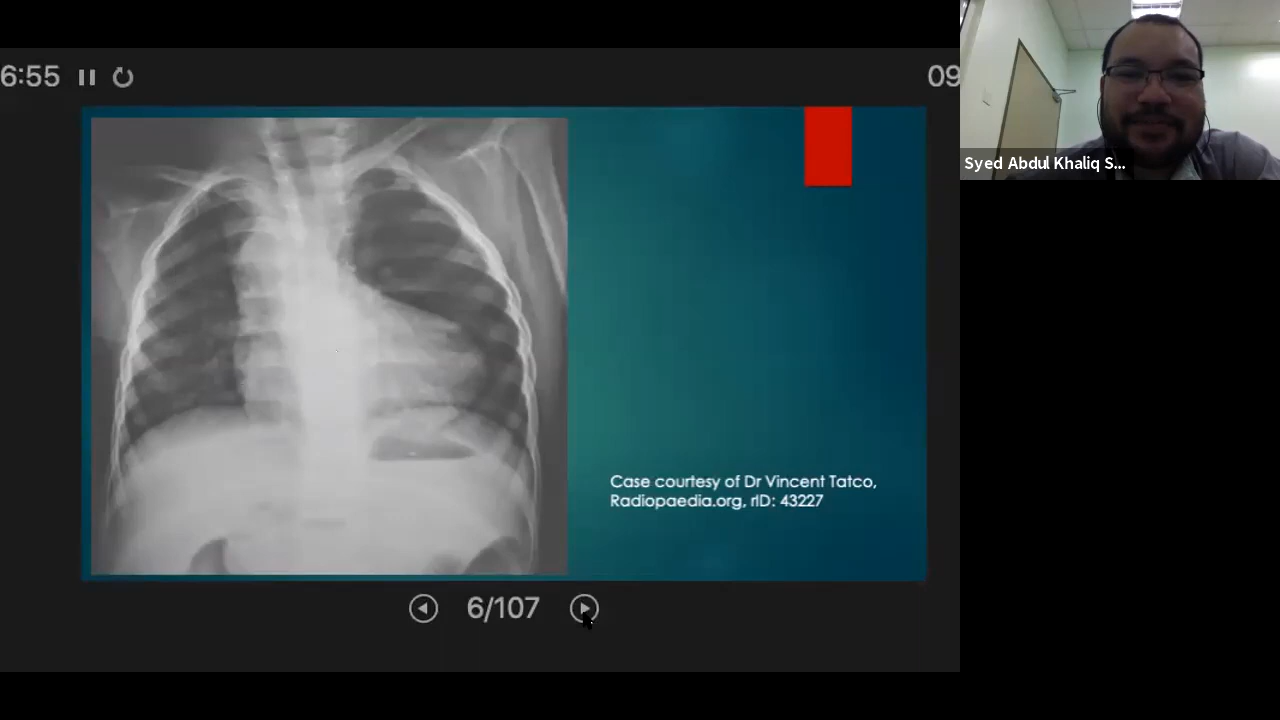 6:55
09
Syed Abdul Khaliq S...
Case courtesy of Dr Vincent Tatco,
Radiopaedia.org, rID: 43227
6/107